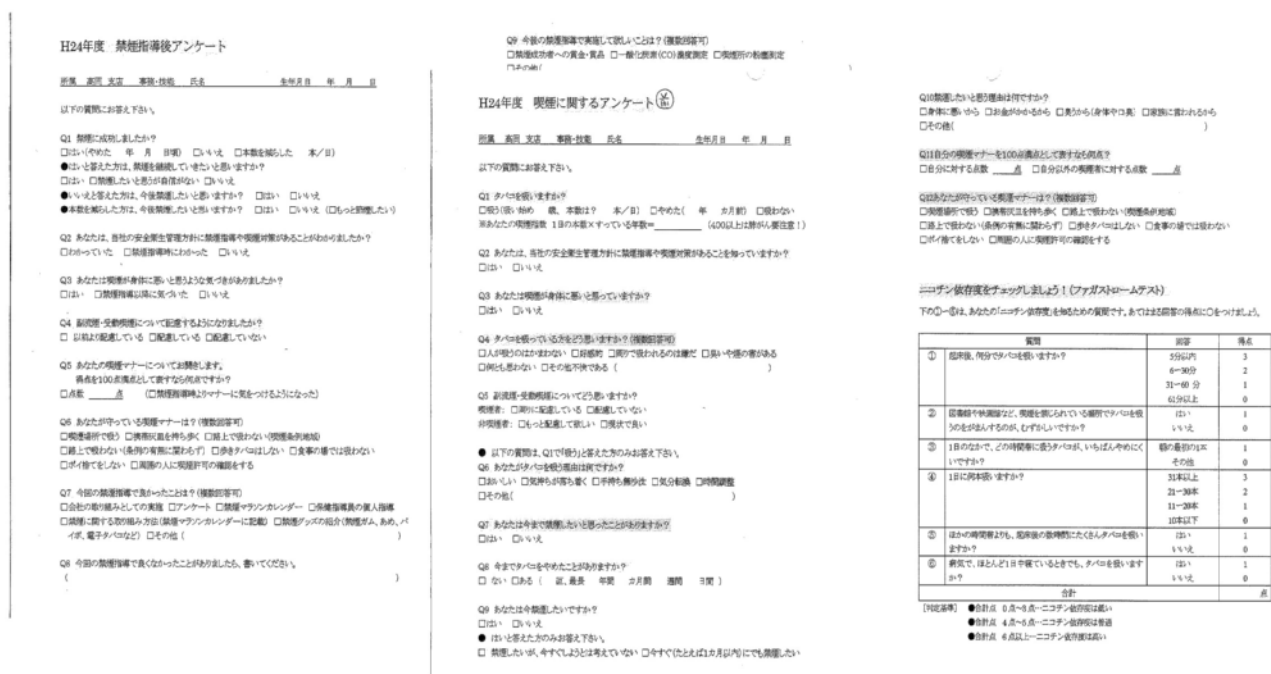 H24年度 禁煙指導後アンケート
所属 高岡 支店 事務・技能 氏名 生年月日 年 月 日
以下の質問にお答え下さい。
Q1 禁煙に成功しましたか?
□はい(やめた 年 月 日頃) □いいえ □本数を減らした 本/日)
●はいと答えた方は、禁煙を継続していきたいと思いますか?
□はい □禁煙したいと思うが自信がない □いいえ
●いいえと答えた方は、今後禁煙したいと思いますか? □はい □いいえ
●本数を減らした方は、今後禁煙したいと思いますか? □はい □いいえ (□もっと節煙したい)
Q2 あなたは、当社の安全衛生管理方針に禁煙指導や喫煙対策があることがわかりましたか?
□わかっていた □禁煙指導時にわかった □いいえ
Q3 あなたは喫煙が身体に悪いと思うような気づきがありましたか?
□はい □禁煙指導以降に気づいた □いいえ
Q4 副流煙・受動喫煙について配慮するようになりましたか?
□ 以前より配慮している □配慮している □配慮していない
Q5 あなたの喫煙マナーについてお聞きします。
得点を100点満点として表すなら何点ですか?
□点数 点 (□禁煙指導時よりマナーに気をつけるようになった)
Q6 あなたが守っている喫煙マナーは?(複数回答可)
□喫煙場所で吸う □携帯灰皿を持ち歩く □路上で吸わない(喫煙条例地域)
□路上で吸わない(条例の有無に関わらず) □歩きタバコはしない □食事の場では吸わない
□ポイ捨てをしない □周囲の人に喫煙許可の確認をする
Q7 今回の禁煙指導で良かったことは?(複数回答可)
□会社の取り組みとしての実施 □アンケート □禁煙マラソンカレンダー □保健指導員の個人指導
□禁煙に関する取り組み方法(禁煙マラソンカレンダーに記載) □禁煙グッズの紹介(禁煙ガム、あめ、パ
イポ、電子タバコなど) □その他( )
Q8 今回の禁煙指導で良くなかったことがありましたら、書いてください。
( )
Q9 今後の禁煙指導で実施して欲しいことは?(複数回答可)
□禁煙成功者への賞金・賞品 □一酸化炭素(CO)濃度測定 □喫煙所の粉塵測定
□その他(
H24年度 喫煙に関するアンケート
所属 高岡 支店 事務・技能 氏名 生年月日 年 月 日
以下の質問にお答え下さい。
Q1 タバコを吸いますか?
□吸う(吸い始め 歳、本数は? 本/日) □やめた( 年 カ月前) □吸わない
※あなたの喫煙指数 1日の本数×すっている年数= (400以上は肺がん要注意!)
Q2 あなたは、当社の安全衛生管理方針に禁煙指導や喫煙対策があることを知っていますか?
□はい □いいえ
Q3 あなたは喫煙が身体に悪いと思っていますか?
□はい □いいえ
Q4 タバコを吸っている方をどう思いますか?(複数回答可)
□人が吸うのはかまわない □好感的 □周りで吸われるのは嫌だ □臭いや煙の害がある
□何とも思わない □その他不快である ( )
Q5 副流煙・受動喫煙についてどう思いますか?
喫煙者: □周りに配慮している □配慮していない
非喫煙者: □もっと配慮して欲しい □現状で良い
● 以下の質問は、Q1で「吸う」と答えた方のみお答え下さい。
Q6 あなたがタバコを吸う理由は何ですか?
□おいしい □気持ちが落ち着く □手持ち無沙汰 □気分転換 □時間調整
□その他( )
Q7 あなたは今まで禁煙したいと思ったことがありますか?
□はい □いいえ
Q8 今までタバコをやめたことがありますか?
□ ない □ある ( 回、最長 年間 カ月間 週間 日間 )
Q9 あなたは今禁煙したいですか?
□はい □いいえ
● はいと答えた方のみお答え下さい。
□ 禁煙したいが、今すぐしようとは考えていない □今すぐ(たとえば1カ月以内)にでも禁煙したい
Q10禁煙したいと思う理由は何ですか?
□身体に悪いから □お金がかかるから □臭うから(身体や口臭) □家族に言われるから
□その他( )
Q11自分の喫煙マナーを100点満点として表すなら何点?
□自分に対する点数 点 □自分以外の喫煙者に対する点数 点
Q12あなたが守っている喫煙マナーは?(複数回答可)
□喫煙場所で吸う □携帯灰皿を持ち歩く □路上で吸わない(喫煙条例地域)
□路上で吸わない(条例の有無に関わらず) □歩きタバコはしない □食事の場では吸わない
□ポイ捨てをしない □周囲の人に喫煙許可の確認をする
ニコチン依存度をチェックしましょう!(ファガストロームテスト)
下の①~⑥は、あなたの「ニコチン依存度」を知るための質問です。あてはまる回答の得点に○をつけましょう。
質問 回答 得点
① 起床後、何分でタバコを吸いますか? 5分以内 3
6~30分 2
31~60 分 1
61分以上 0
② 図書館や映画館など、喫煙を禁じられている場所でタバコを吸 はい 1
うのをがまんするのが、むずかしいですか? いいえ 0
③ 1日のなかで、どの時間帯に吸うタバコが、いちばんやめにく 朝の最初の1本 1
いですか? その他 0
④ 1日に何本吸いますか? 31本以上 3
21~30本 2
11~20本 1
10本以下 0
⑤ ほかの時間帯よりも、起床後の数時間にたくさんタバコを吸い はい 1
ますか? いいえ 0
⑥ 病気で、ほとんど1日中寝ているときでも、タバコを吸います はい 1
か? いいえ 0
合計 点
[判定基準] ●合計点 0点~3点…ニコチン依存度は低い
●合計点 4点~5点…ニコチン依存度は普通
●合計点 6点以上…ニコチン依存度は高い